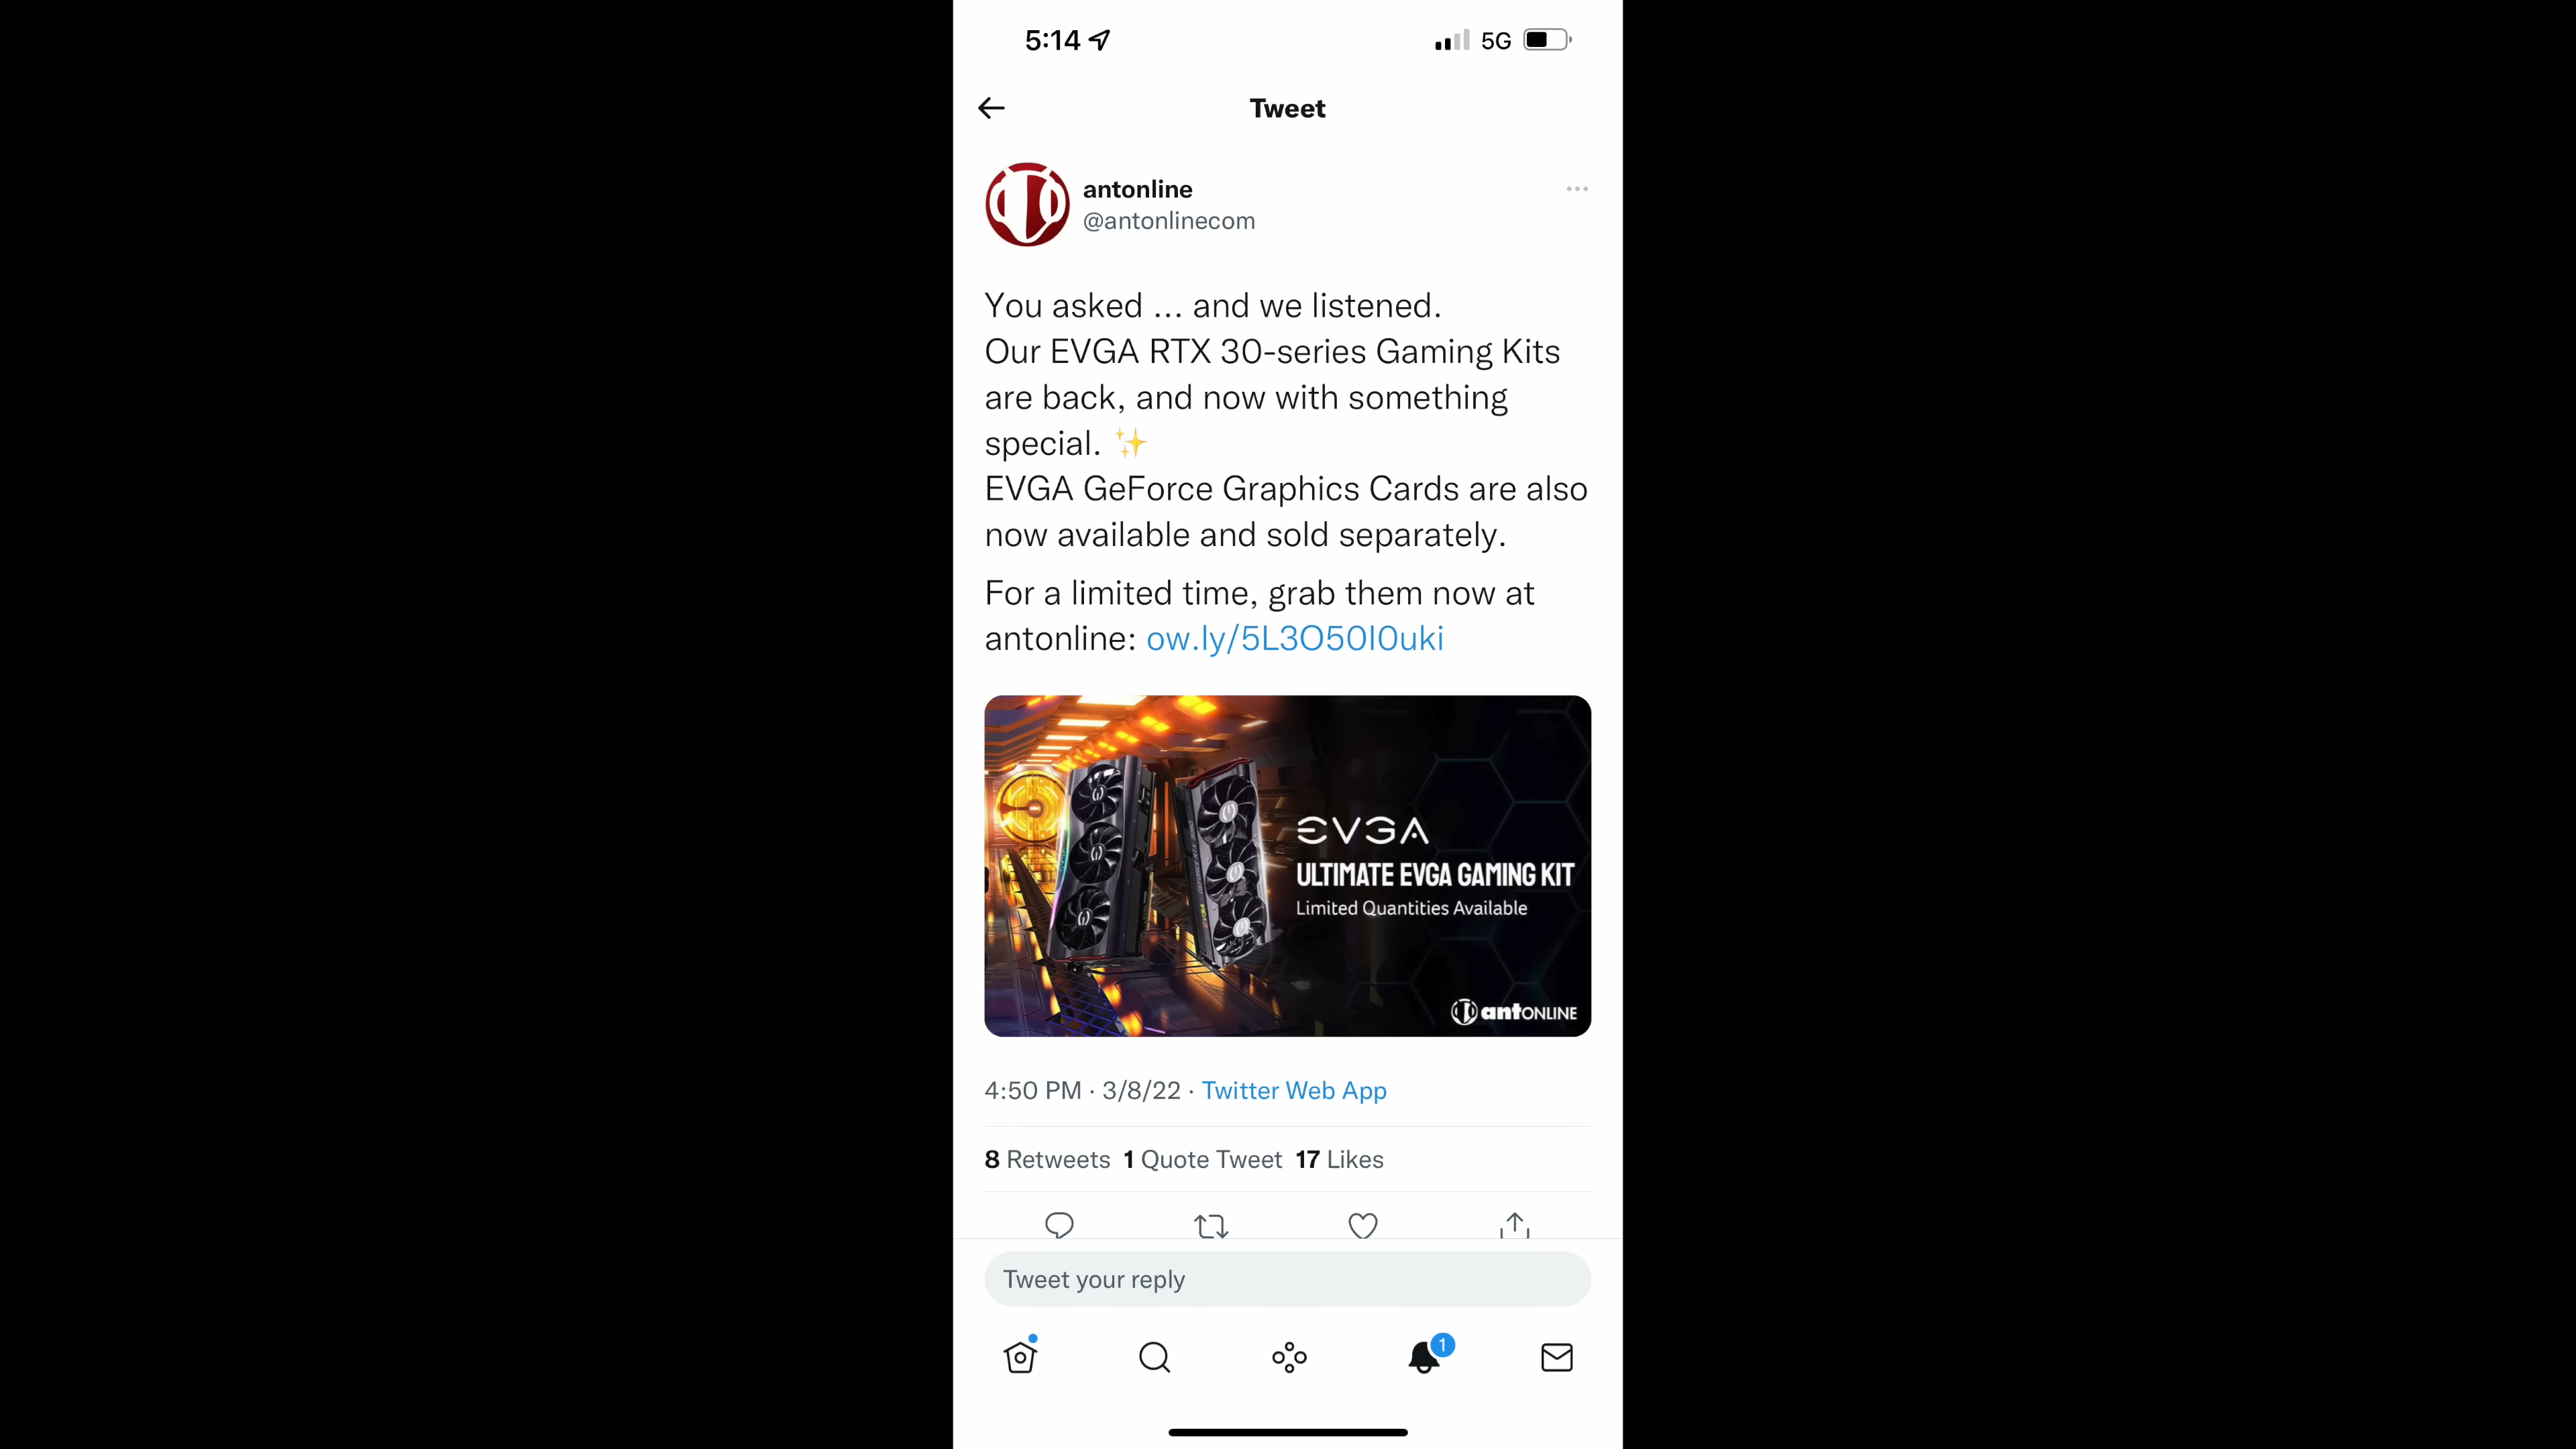 5:14
5G
Tweet
antonline
@antonlinecom
You asked ... and we listened.
Our EVGA RTX 30-series Gaming Kits
are back, and now with something
special. ✨
EVGA GeForce Graphics Cards are also
now available and sold separately.
For a limited time, grab them now at
antonline: ow.ly/5L3O50I0uki
EVGA
ULTIMATE EVGA GAMING KIT
Limited Quantities Available
antONLINE
4:50 PM · 3/8/22 · Twitter Web App
8 Retweets 1 Quote Tweet 17 Likes
Tweet your reply
1